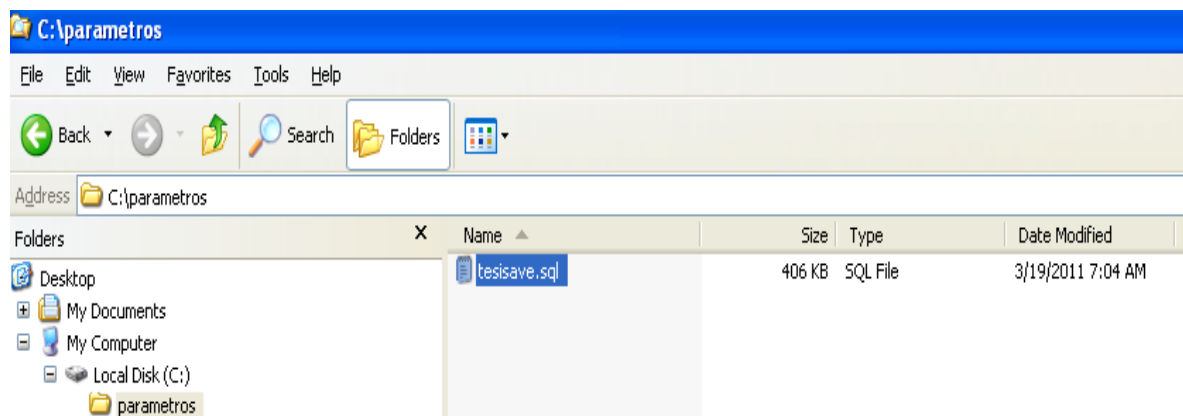 C:\parametros
File Edit View Favorites Tools Help
Back Search Folders
Address C:\parametros
Folders X Name Size Type Date Modified
Desktop tesisave.sql 406 KB SQL File 3/19/2011 7:04 AM
My Documents
My Computer
Local Disk (C:)
parametros